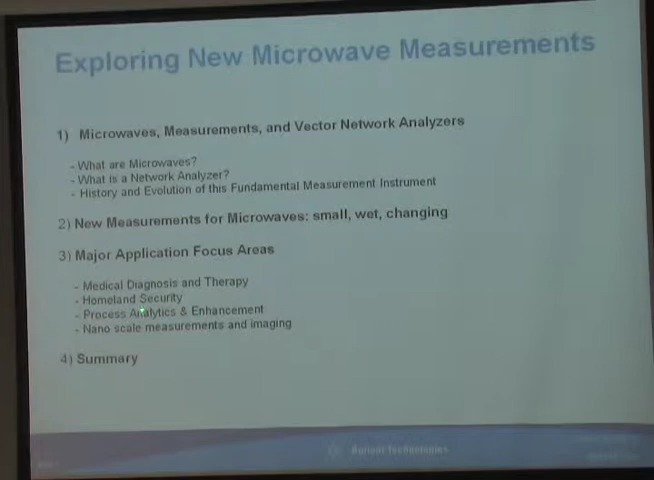 Exploring New Microwave Measurements
1) Microwaves, Measurements, and Vector Network Analyzers
- What are Microwaves?
- What is a Network Analyzer?
- History and Evolution of this Fundamental Measurement Instrument
2) New Measurements for Microwaves: small, wet, changing
3) Major Application Focus Areas
- Medical Diagnosis and Therapy
- Homeland Security
- Process Analytics & Enhancement
- Nano scale measurements and imaging
4) Summary
Agilent Technologies